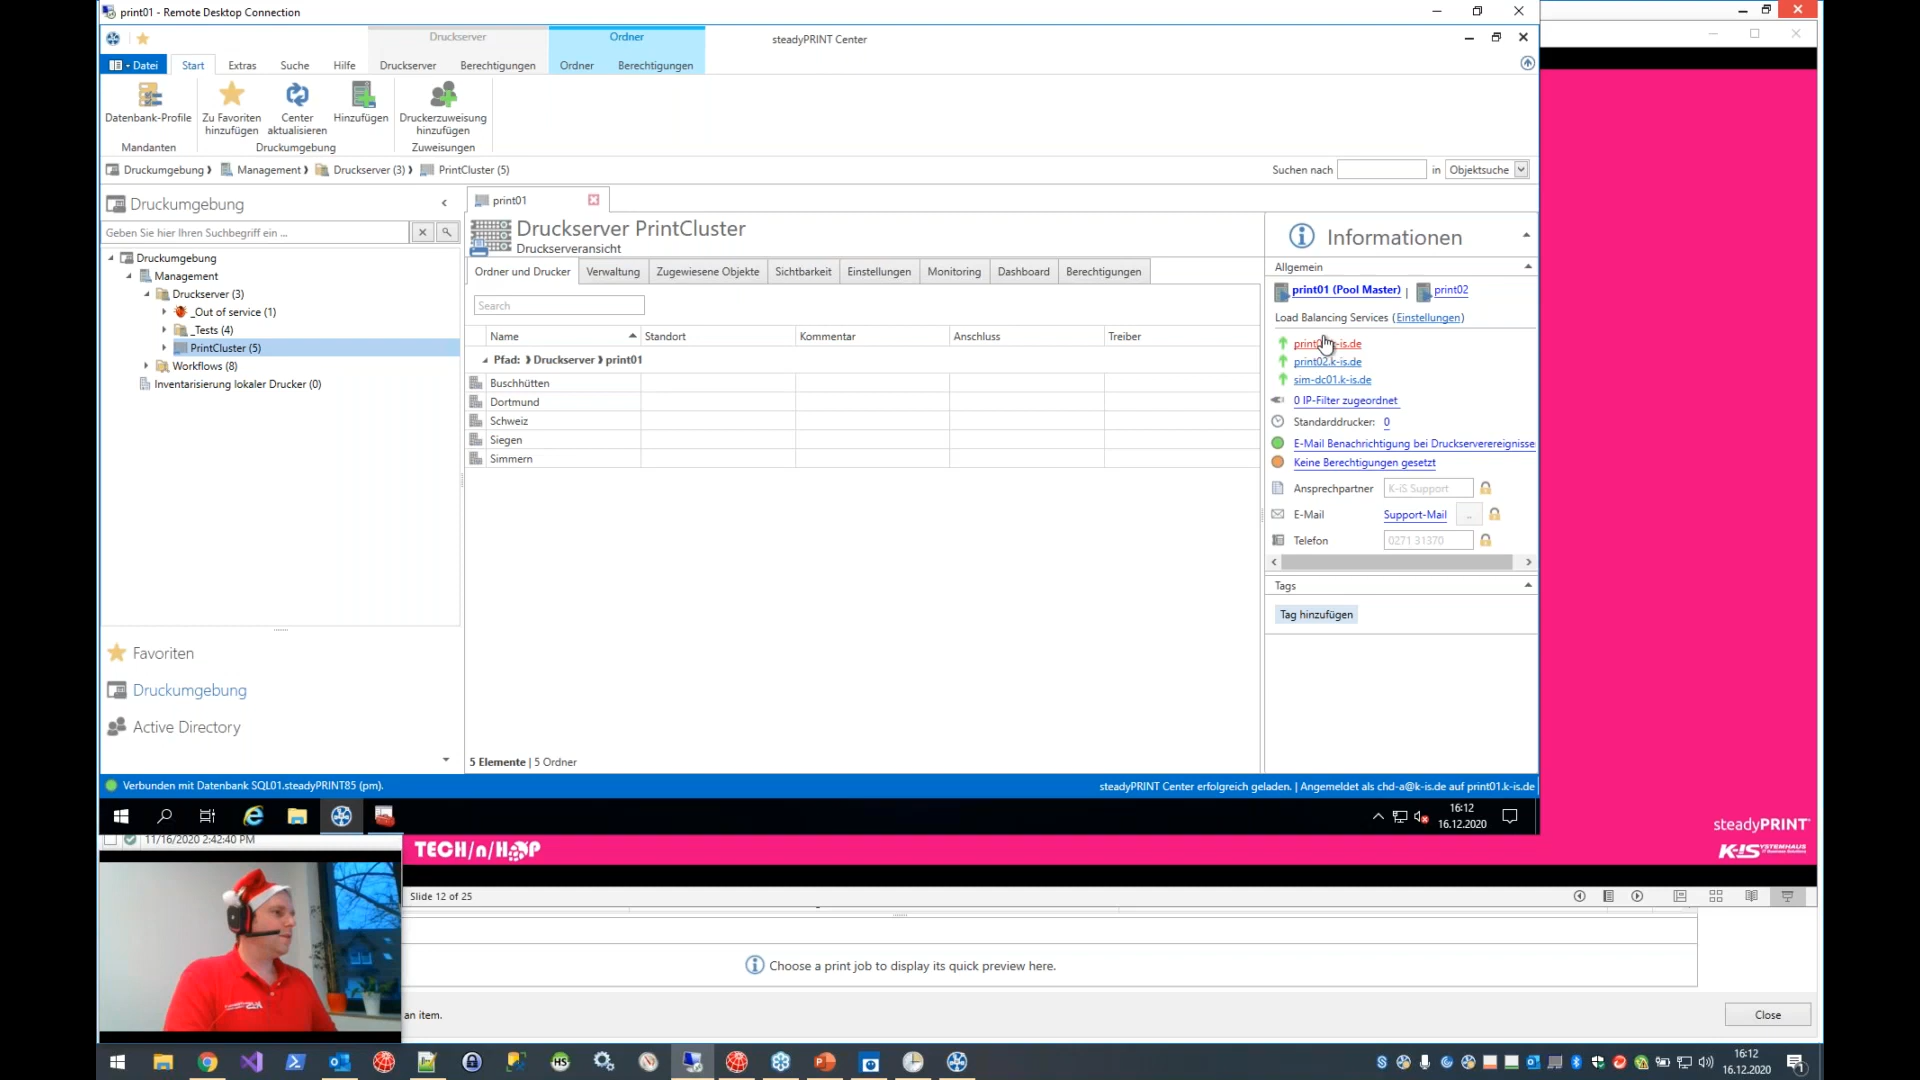 print01 - Remote Desktop Connection
Druckserver
Ordner
steadyPRINT Center
Datei
Start
Extras
Suche
Hilfe
Druckserver
Berechtigungen
Ordner
Berechtigungen
Datenbank-Profile
Zu Favoriten hinzufügen
Center aktualisieren
Hinzufügen
Druckerzuweisung hinzufügen
Mandanten
Druckumgebung
Zuweisungen
Druckumgebung
Management
Druckserver (3)
PrintCluster (5)
Suchen nach
in
Objektsuche
Druckumgebung
Geben Sie hier Ihren Suchbegriff ein ...
Druckumgebung
Management
Druckserver (3)
_Out of service (1)
_Tests (4)
PrintCluster (5)
Workflows (8)
Inventarisierung lokaler Drucker (0)
Favoriten
Druckumgebung
Active Directory
print01
Druckserver PrintCluster
Druckserveransicht
Ordner und Drucker
Verwaltung
Zugewiesene Objekte
Sichtbarkeit
Einstellungen
Monitoring
Dashboard
Berechtigungen
Search
Name
Standort
Kommentar
Anschluss
Treiber
Pfad: Druckserver print01
Buschhütten
Dortmund
Schweiz
Siegen
Simmern
5 Elemente | 5 Ordner
Informationen
Allgemein
print01 (Pool Master) | print02
Load Balancing Services (Einstellungen)
print02.k-is.de
sim-dc01.k-is.de
0 IP-Filter zugeordnet
Standarddrucker: 0
E-Mail Benachrichtigung bei Druckserverereignisse
Keine Berechtigungen gesetzt
Ansprechpartner K-iS Support
E-Mail Support-Mail ...
Telefon 0271 31370
Tags
Tag hinzufügen
Verbunden mit Datenbank SQL01.steadyPRINT85 (pm).
steadyPRINT Center erfolgreich geladen. | Angemeldet als chd-a@k-is.de auf print01.k-is.de
16:12
16.12.2020
11/16/2020 2:42:40 PM
TECH/n/HOP
steadyPRINT
K-iS SYSTEMHAUS
Slide 12 of 25
Choose a print job to display its quick preview here.
an item.
Close
16:12
16.12.2020